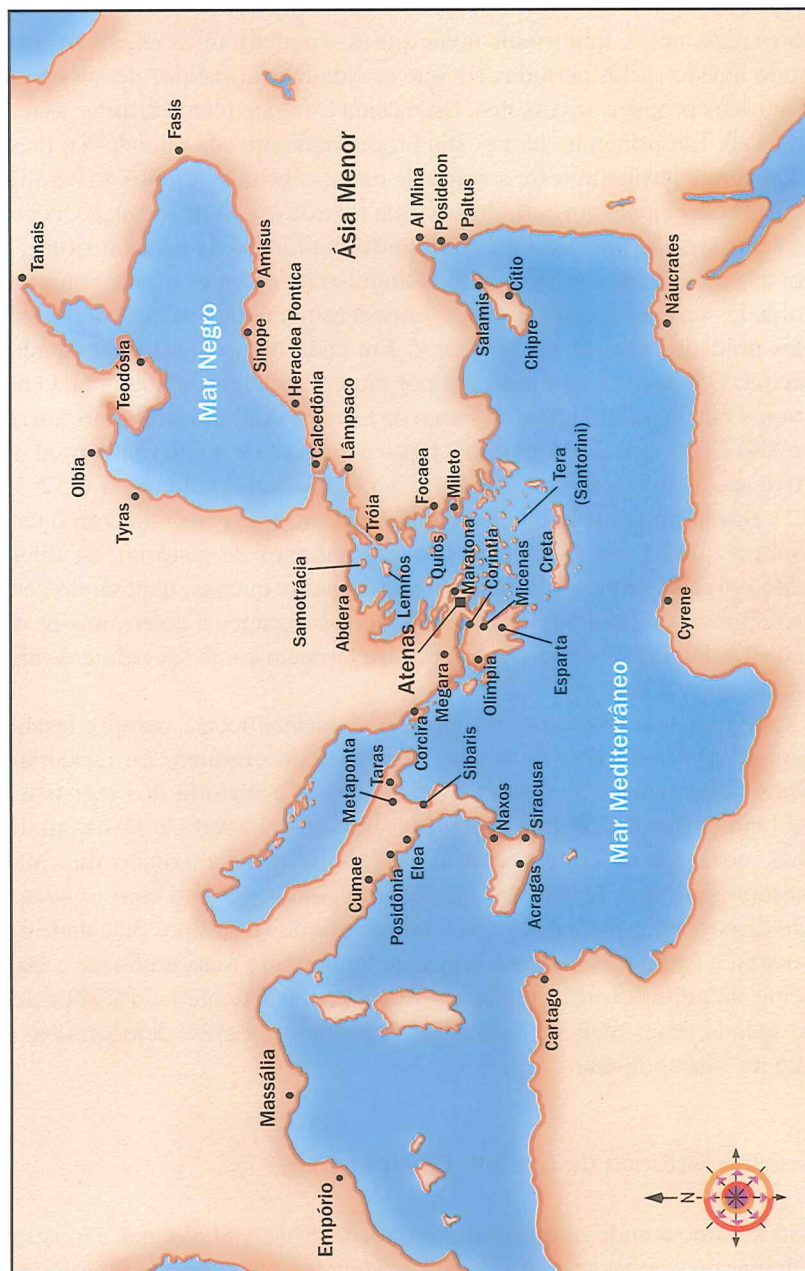 Tanais
Fasis
Olbia
Teodósia
Tyras
Mar Negro
Amisus
Sinope
Heraclea Pontica
Calcedônia
Lâmpsaco
Ásia Menor
Massália
Empório
Cumae
Posidônia
Elea
Metaponta
Taras
Sibaris
Corcira
Samotrácia
Abdera
Lemnos
Tróia
Focaea
Quios
Mileto
Atenas
Maratona
Megara
Coríntia
Micenas
Olímpia
Esparta
Naxos
Siracusa
Acragas
Tera
(Santorini)
Creta
Al Mina
Posideion
Paltus
Salamis
Cítio
Chipre
Cartago
Mar Mediterrâneo
Cyrene
Náucrates
N